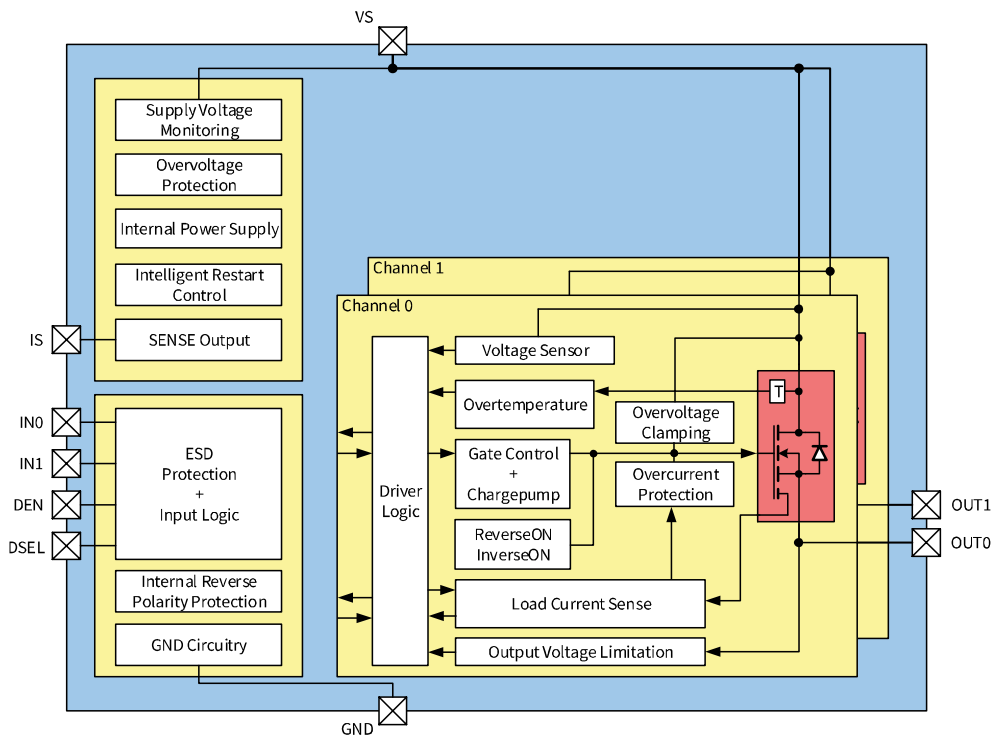 VS
Supply Voltage
Monitoring
Overvoltage
Protection
Internal Power Supply
Intelligent Restart
Control
IS
SENSE Output
IN0
IN1
DEN
DSEL
ESD
Protection
+
Input Logic
Internal Reverse
Polarity Protection
GND Circuitry
GND
Channel 1
Channel 0
Driver
Logic
Voltage Sensor
Overtemperature
T
Overvoltage
Clamping
Gate Control
+
Chargepump
Overcurrent
Protection
ReverseON
InverseON
Load Current Sense
Output Voltage Limitation
OUT1
OUT0